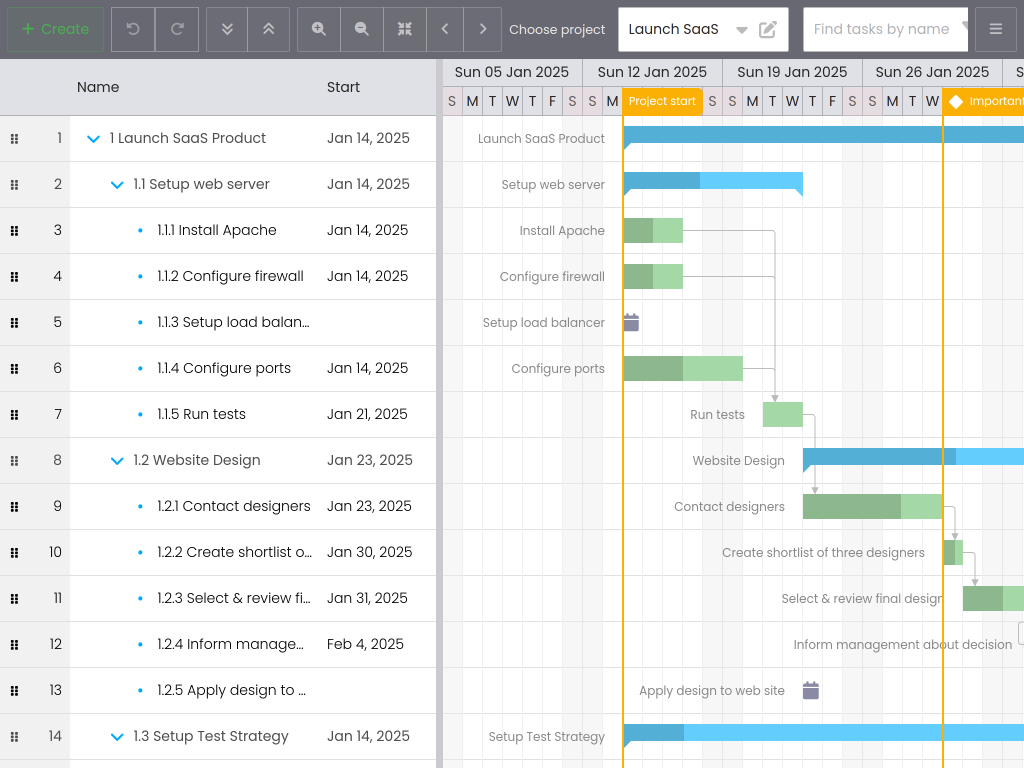 Create
Choose project
Launch SaaS
Find tasks by name
Name
Start
Sun 05 Jan 2025
Sun 12 Jan 2025
Sun 19 Jan 2025
Sun 26 Jan 2025
S
S M T W T F S S M Project start S S M T W T F S S M T W Important
1 1 Launch SaaS Product Jan 14, 2025 Launch SaaS Product
2 1.1 Setup web server Jan 14, 2025 Setup web server
3 1.1.1 Install Apache Jan 14, 2025 Install Apache
4 1.1.2 Configure firewall Jan 14, 2025 Configure firewall
5 1.1.3 Setup load balan... Setup load balancer
6 1.1.4 Configure ports Jan 14, 2025 Configure ports
7 1.1.5 Run tests Jan 21, 2025 Run tests
8 1.2 Website Design Jan 23, 2025 Website Design
9 1.2.1 Contact designers Jan 23, 2025 Contact designers
10 1.2.2 Create shortlist o... Jan 30, 2025 Create shortlist of three designers
11 1.2.3 Select & review fi... Jan 31, 2025 Select & review final design
12 1.2.4 Inform manage... Feb 4, 2025 Inform management about decision
13 1.2.5 Apply design to ... Apply design to web site
14 1.3 Setup Test Strategy Jan 14, 2025 Setup Test Strategy